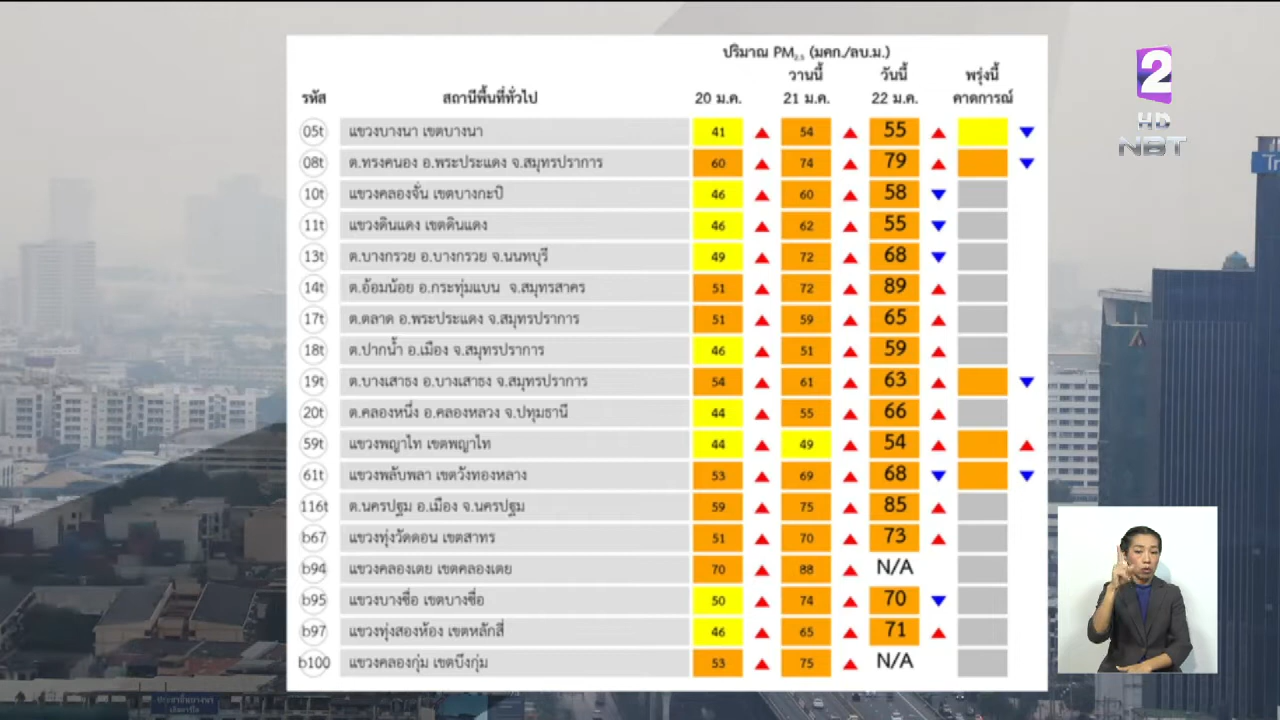 ปริมาณ PM2.5 (มคก./ลบ.ม.)
วานนี้ วันนี้ พรุ่งนี้
รหัส สถานีพื้นที่ทั่วไป 20 ม.ค. 21 ม.ค. 22 ม.ค. คาดการณ์
05t แขวงบางนา เขตบางนา 41 54 55
08t ต.ทรงคนอง อ.พระประแดง จ.สมุทรปราการ 60 74 79
10t แขวงคลองจั่น เขตบางกะปิ 46 60 58
11t แขวงดินแดง เขตดินแดง 46 62 55
13t ต.บางกรวย อ.บางกรวย จ.นนทบุรี 49 72 68
14t ต.อ้อมน้อย อ.กระทุ่มแบน จ.สมุทรสาคร 51 72 89
17t ต.ตลาด อ.พระประแดง จ.สมุทรปราการ 51 59 65
18t ต.ปากน้ำ อ.เมือง จ.สมุทรปราการ 46 51 59
19t ต.บางเสาธง อ.บางเสาธง จ.สมุทรปราการ 54 61 63
20t ต.คลองหนึ่ง อ.คลองหลวง จ.ปทุมธานี 44 55 66
59t แขวงพญาไท เขตพญาไท 44 49 54
61t แขวงพลับพลา เขตวังทองหลาง 53 69 68
116t ต.นครปฐม อ.เมือง จ.นครปฐม 59 75 85
b67 แขวงทุ่งวัดดอน เขตสาทร 51 70 73
b94 แขวงคลองเตย เขตคลองเตย 70 88 N/A
b95 แขวงบางซื่อ เขตบางซื่อ 50 74 70
b97 แขวงทุ่งสองห้อง เขตหลักสี่ 46 65 71
b100 แขวงคลองกุ่ม เขตบึงกุ่ม 53 75 N/A
2
HD
NBT